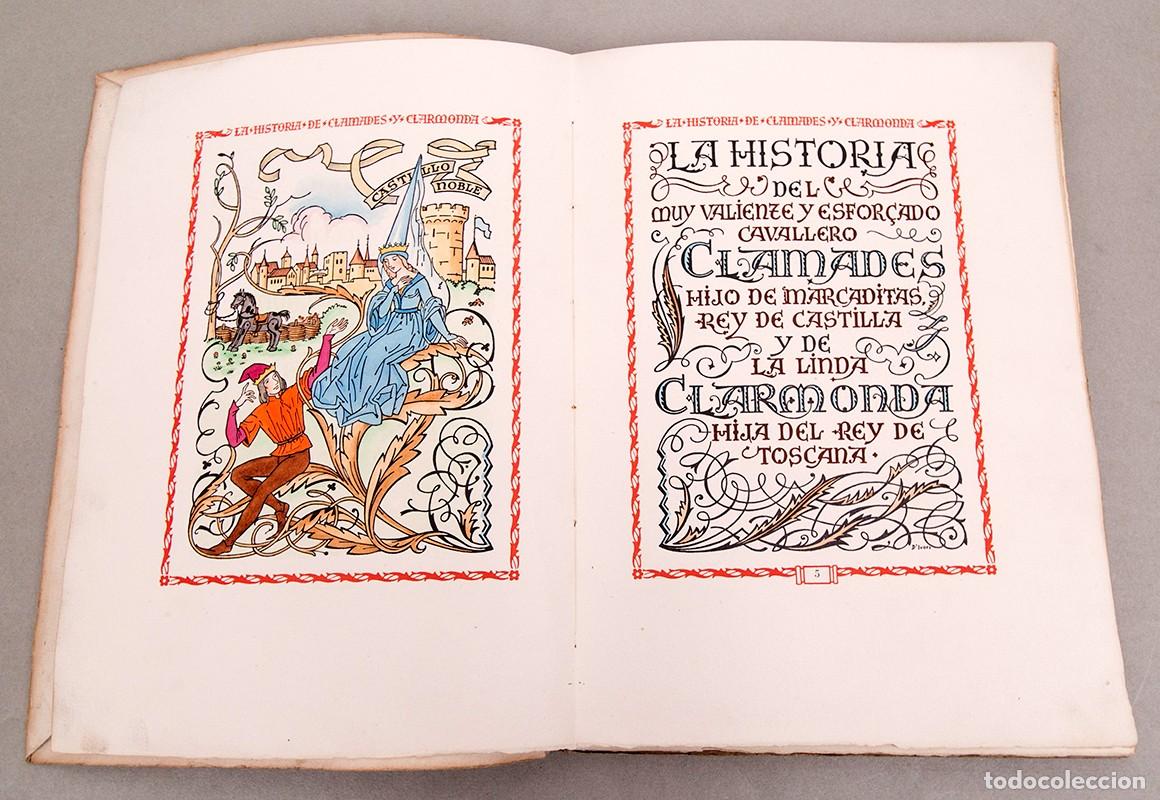 LA · HISTORIA · DE · CLAMADES · Y · CLARMONDA
CASTILLO
NOBLE
LA · HISTORIA · DE · CLAMADES · Y · CLARMONDA
LA HISTORIA
DEL
MUY VALIENTE Y ESFORÇADO
CAVALLERO
CLAMADES
HIJO DE MARCADITAS,
REY DE CASTILLA
Y DE
LA LINDA
CLARMONDA
HIJA DEL REY DE
TOSCANA ·
D'Ivori
5
todocoleccion